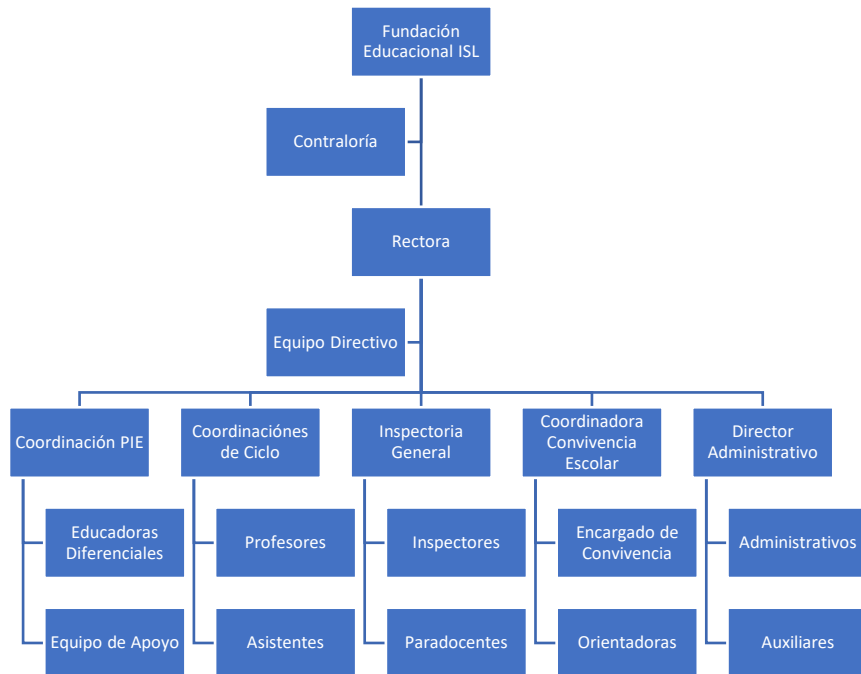 Fundación
Educacional ISL
Contraloría
Rectora
Equipo Directivo
Coordinación PIE
Coordinaciónes
de Ciclo
Inspectoria
General
Coordinadora
Convivencia
Escolar
Director
Administrativo
Educadoras
Diferenciales
Profesores
Inspectores
Encargado de
Convivencia
Administrativos
Equipo de Apoyo
Asistentes
Paradocentes
Orientadoras
Auxiliares